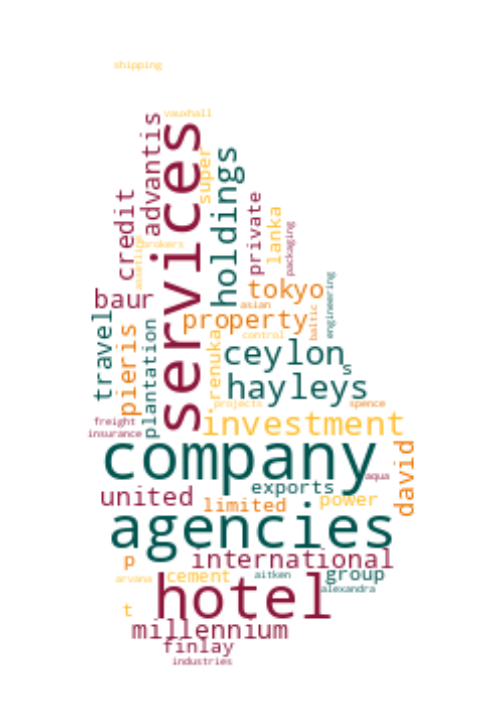 shipping
vauxhall
services
advantis
super
holdings
credit
private
lanka
packaging
brokers
assetline
tokyo
engineering
baur
asian
property
baltic
travel
pieris
plantation
renuka
control
ceylon
s
hayleys
projects
spence
investment
freight
insurance
company
david
aqua
exports
united
power
limited
agencies
p
international
arvana
cement
aitken
group
alexandra
hotel
t
millennium
finlay
industries